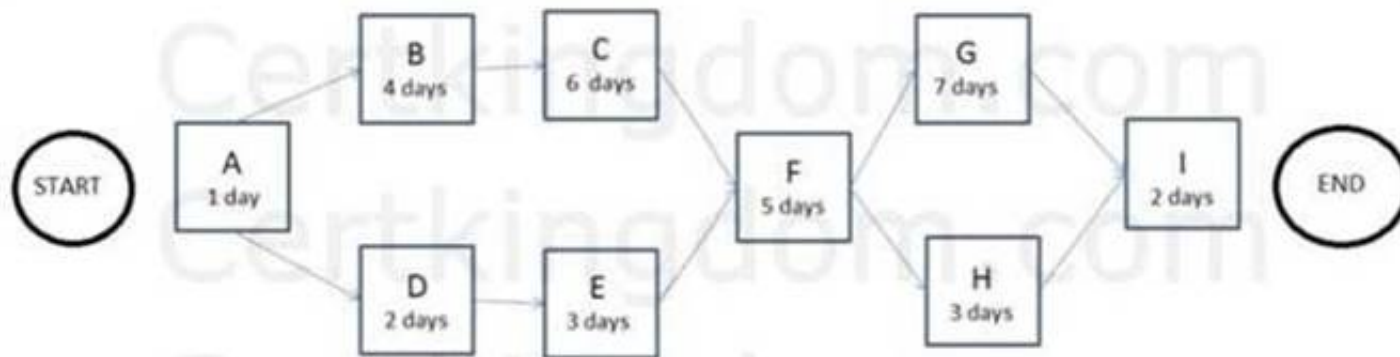 Certkingdom.com
B
4 days
C
6 days
G
7 days
START
A
1 day
F
5 days
I
2 days
END
Certkingdom.com
D
2 days
E
3 days
H
3 days